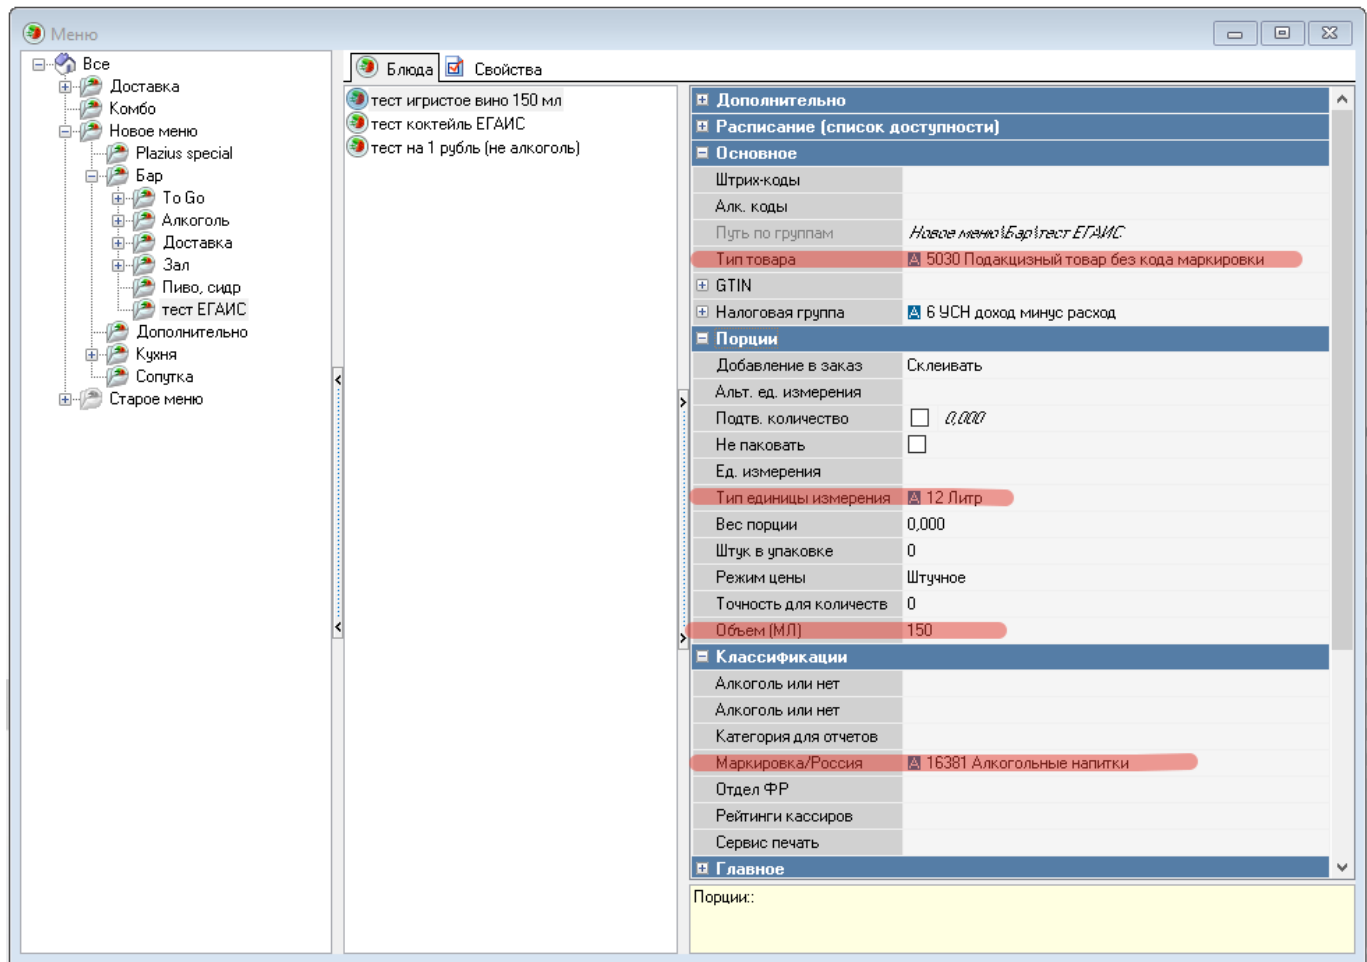 Меню
Все
Доставка
Комбо
Новое меню
Plazius special
Бар
To Go
Алкоголь
Доставка
Зал
Пиво, сидр
тест ЕГАИС
Дополнительно
Кухня
Сопутка
Старое меню
Блюда Свойства
тест игристое вино 150 мл
тест коктейль ЕГАИС
тест на 1 рубль (не алкоголь)
Дополнительно
Расписание (список доступности)
Основное
Штрих-коды
Алк. коды
Путь по группам Новое меню\Бар\тест ЕГАИС
Тип товара А 5030 Подакцизный товар без кода маркировки
GTIN
Налоговая группа А 6 УСН доход минус расход
Порции
Добавление в заказ Склеивать
Альт. ед. измерения
Подтв. количество 0,000
Не паковать
Ед. измерения
Тип единицы измерения А 12 Литр
Вес порции 0,000
Штук в упаковке 0
Режим цены Штучное
Точность для количеств 0
Объем (МЛ) 150
Классификации
Алкоголь или нет
Алкоголь или нет
Категория для отчетов
Маркировка/Россия А 16381 Алкогольные напитки
Отдел ФР
Рейтинги кассиров
Сервис печать
Главное
Порции::